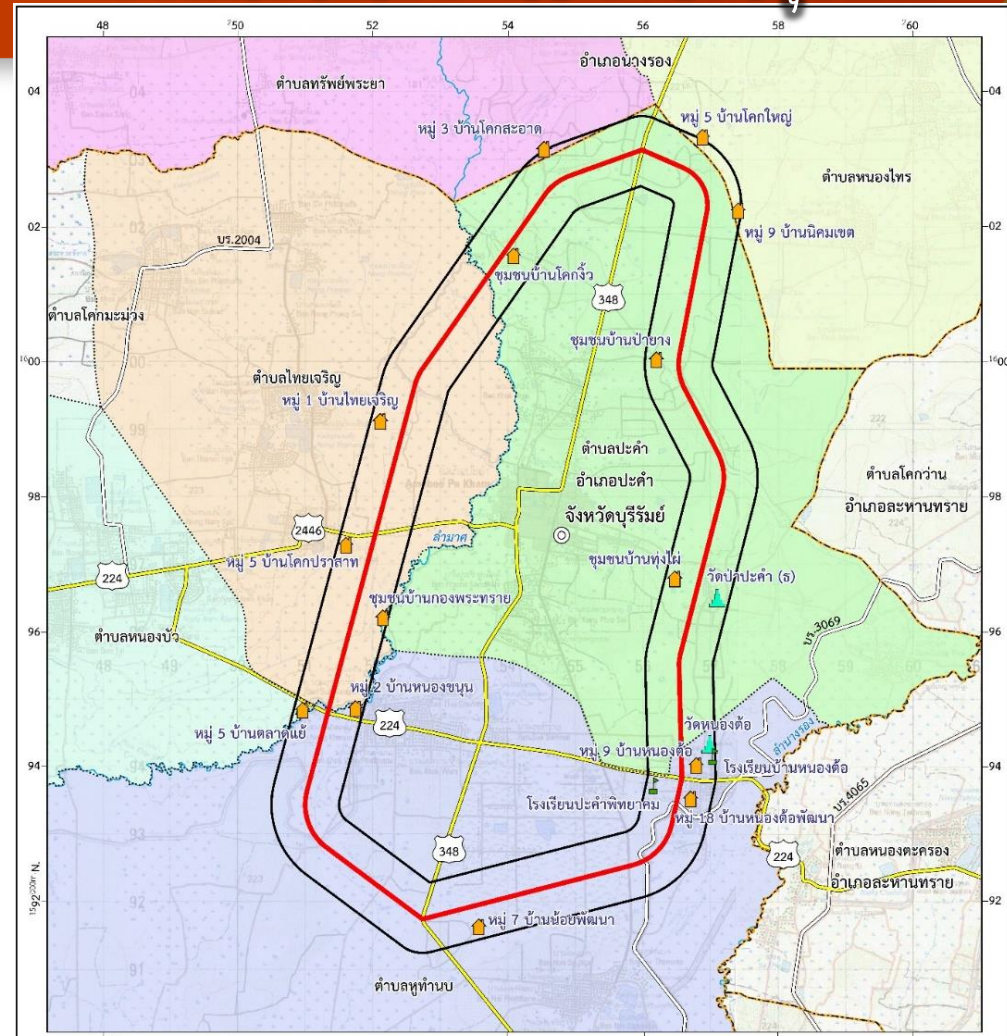 48 ⁷50 52 54 56 58 ⁷60
อำเภอนางรอง
ตำบลทรัพย์พระยา
04 04
หมู่ 3 บ้านโคกสะอาด
หมู่ 5 บ้านโคกใหญ่
ตำบลหนองไทร
02 02
บร.2004
หมู่ 9 บ้านนิคมเขต
ชุมชนบ้านโคกงิ้ว
348
ตำบลโคกมะม่วง
ชุมชนบ้านป่ายาง
¹⁶00 ¹⁶00
ตำบลไทยเจริญ
หมู่ 1 บ้านไทยเจริญ
ตำบลปะคำ
ตำบลโคกว่าน
อำเภอปะคำ
อำเภอละหานทราย
98 98
จังหวัดบุรีรัมย์
2446
ลำมาศ
หมู่ 5 บ้านโคกปราสาท
ชุมชนบ้านทุ่งไผ่
วัดป่าปะคำ (ธ)
224
ชุมชนบ้านกองพระทราย
96 96
ตำบลหนองบัว
บร.3069
หมู่ 2 บ้านหนองขนุน
224
หมู่ 5 บ้านตลาดแย้
วัดหนองต้อ
ลำนางรอง
หมู่ 9 บ้านหนองต้อ
94 94
โรงเรียนบ้านหนองต้อ
โรงเรียนปะคำพิทยาคม
บร.4065
หมู่ 18 บ้านหนองต้อพัฒนา
348
224
ตำบลหนองตะครอง
อำเภอละหานทราย
¹⁵92⁰⁰⁰ᵐ N. 92
หมู่ 7 บ้านน้อยพัฒนา
ตำบลหูทำนบ